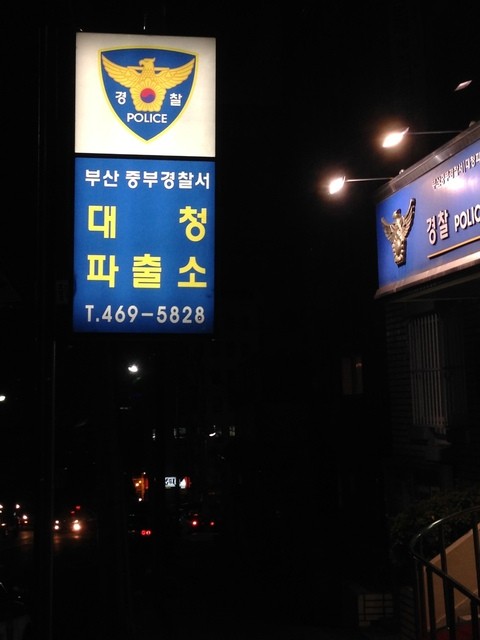 경 찰
POLICE
부산 중부경찰서
대 청
파출소
T.469-5828
경찰 POLIC